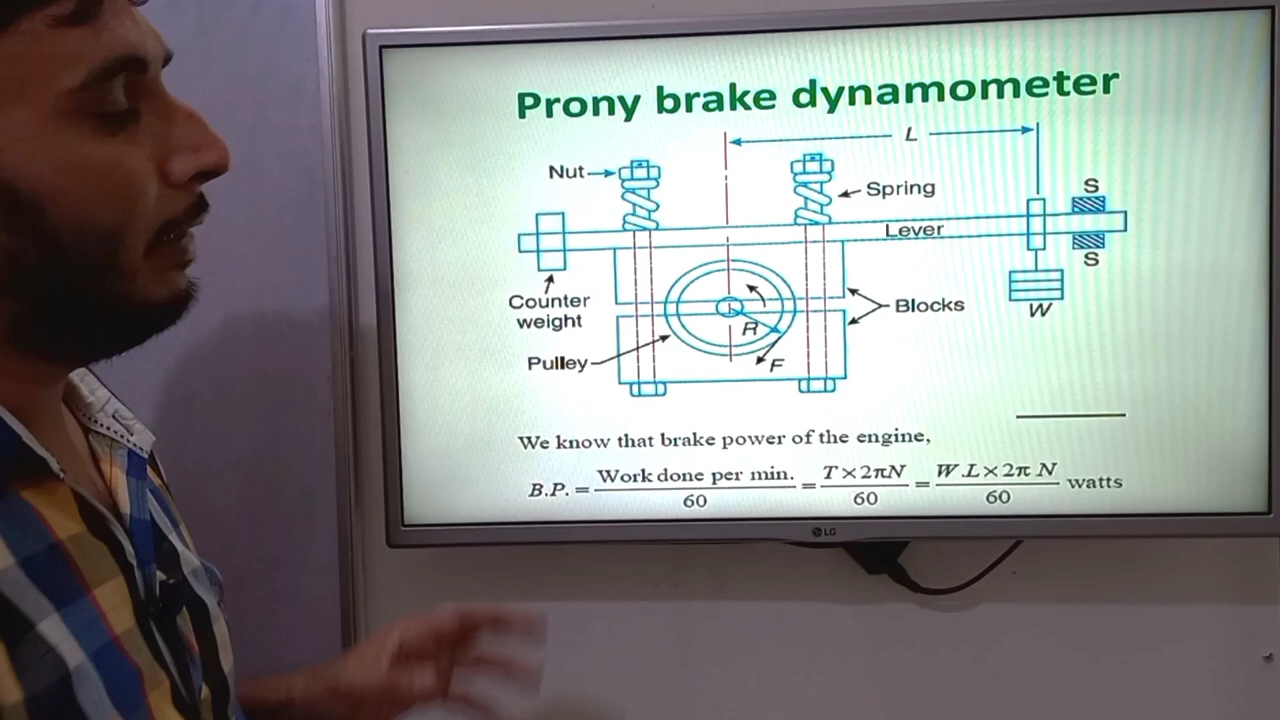 Prony brake dynamometer
L
Nut
Spring
S
Lever
S
Counter
weight
Blocks
W
R
Pulley
F
We know that brake power of the engine,
B.P. = Work done per min. / 60 = T × 2πN / 60 = W.L × 2π N / 60 watts
LG